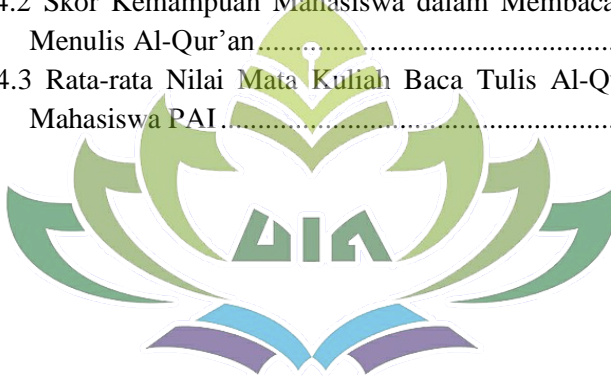 4.2 Skor Kemampuan Mahasiswa dalam Membaca
Menulis Al-Qur’an..........................................................
4.3 Rata-rata Nilai Mata Kuliah Baca Tulis Al-Q
Mahasiswa PAI................................................................
UIN